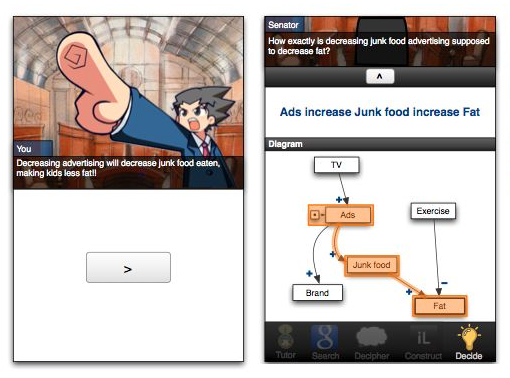 You
Decreasing advertising will decrease junk food eaten,
making kids less fat!!
>
Senator
How exactly is decreasing junk food advertising supposed
to decrease fat?
^
Ads increase Junk food increase Fat
Diagram
TV
+
Ads
Exercise
+
+
Junk food
Brand
+
−
Fat
Tutor
Search
Decipher
iL
Construct
Decide